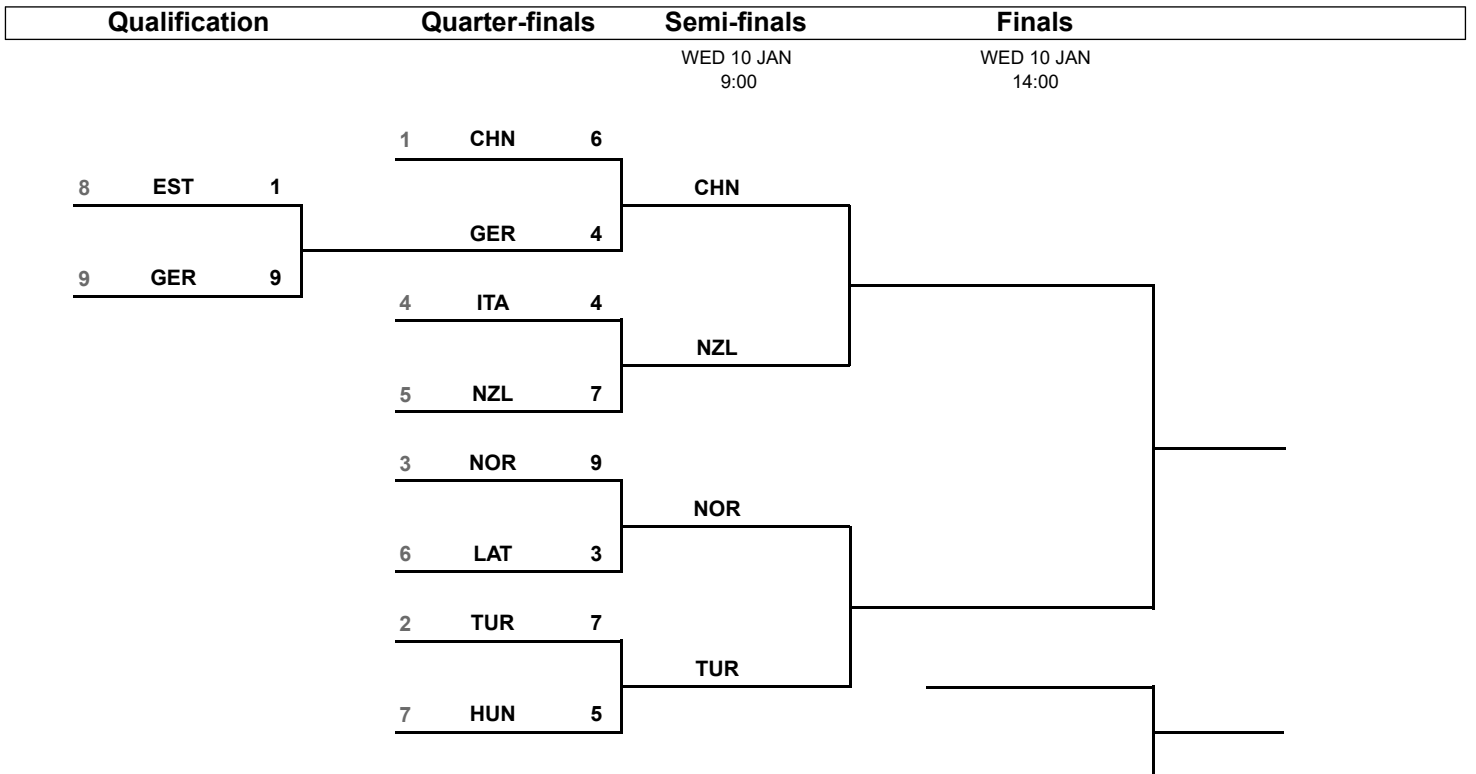 Qualification Quarter-finals Semi-finals Finals
WED 10 JAN WED 10 JAN
9:00 14:00
1 CHN 6
8 EST 1 CHN
GER 4
9 GER 9
4 ITA 4
NZL
5 NZL 7
3 NOR 9
NOR
6 LAT 3
2 TUR 7
TUR
7 HUN 5